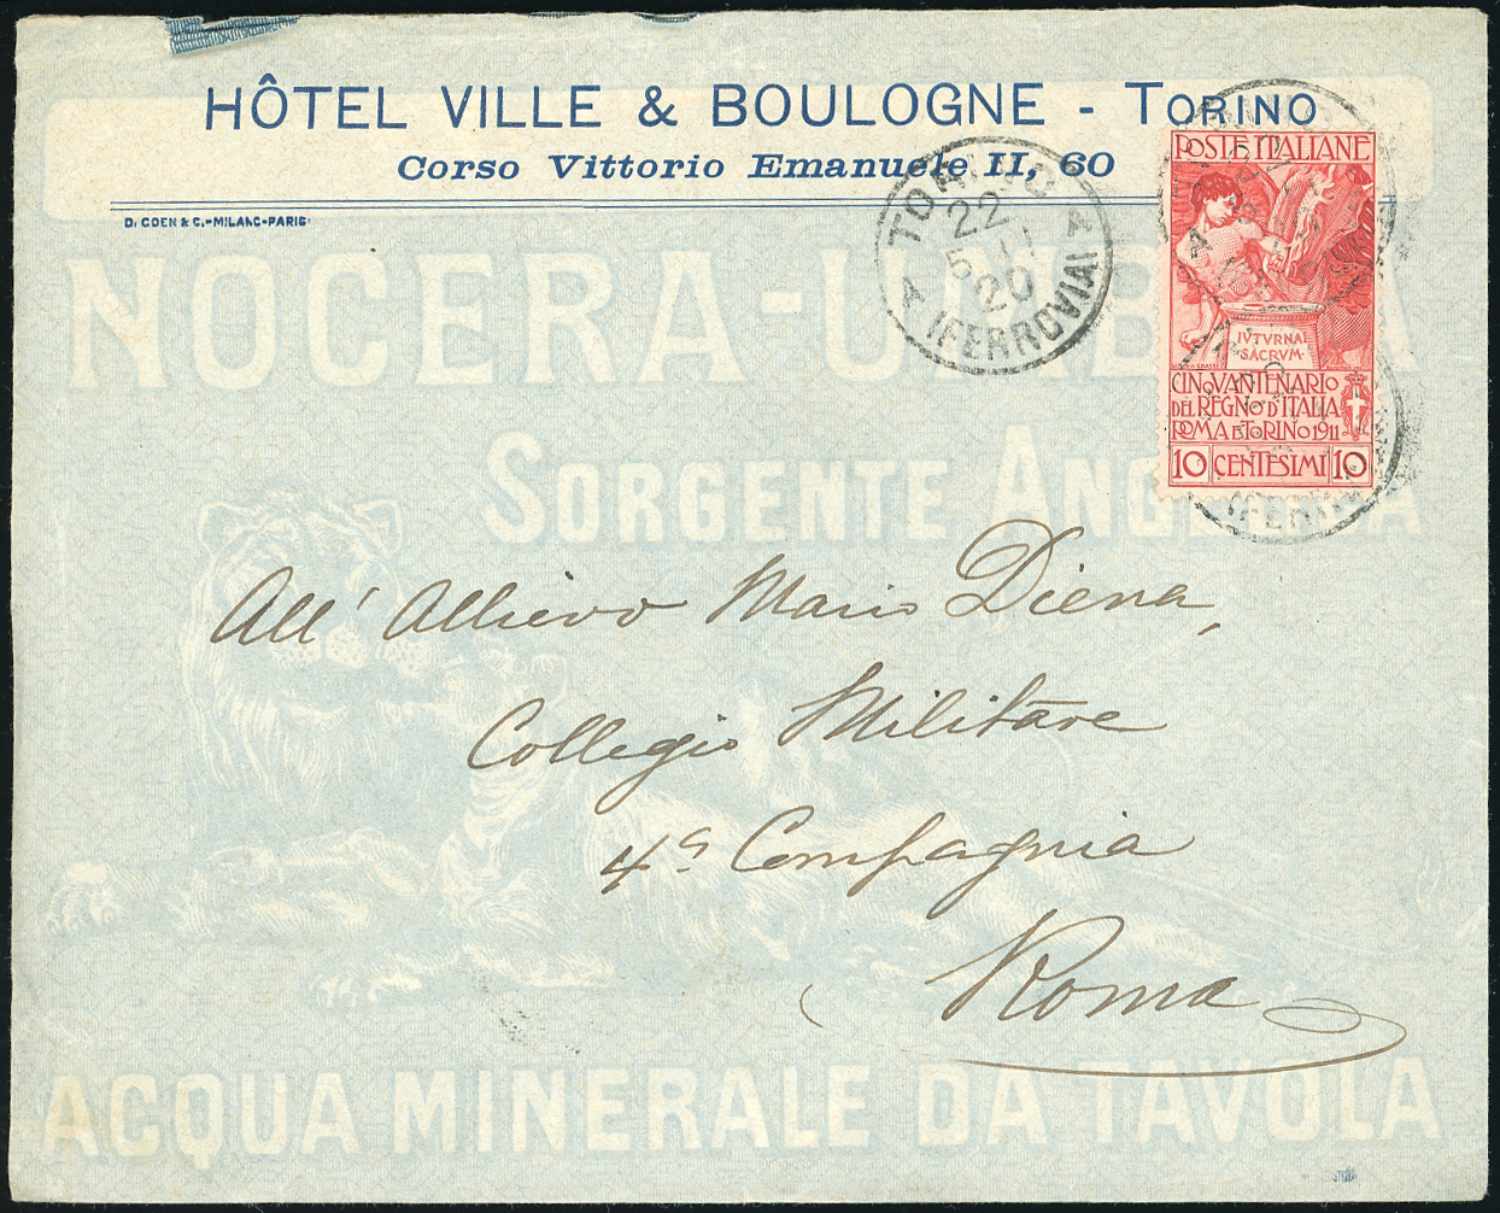 HÔTEL VILLE & BOULOGNE - TORINO
Corso Vittorio Emanuele II, 60
D. COEN & C.-MILANO-PARIS
TORINO
22
5 11
20
A (FERROVIA) A
POSTE ITALIANE
IVTVRNAE
SACRVM
CINQVANTENARIO
DEL REGNO D'ITALIA
ROMA E TORINO 1911
10 CENTESIMI 10
NOCERA-UMBRA
SORGENTE ANGELICA
All' Allievo Mario Diena,
Collegio Militare
4ª Compagnia
Roma
ACQUA MINERALE DA TAVOLA